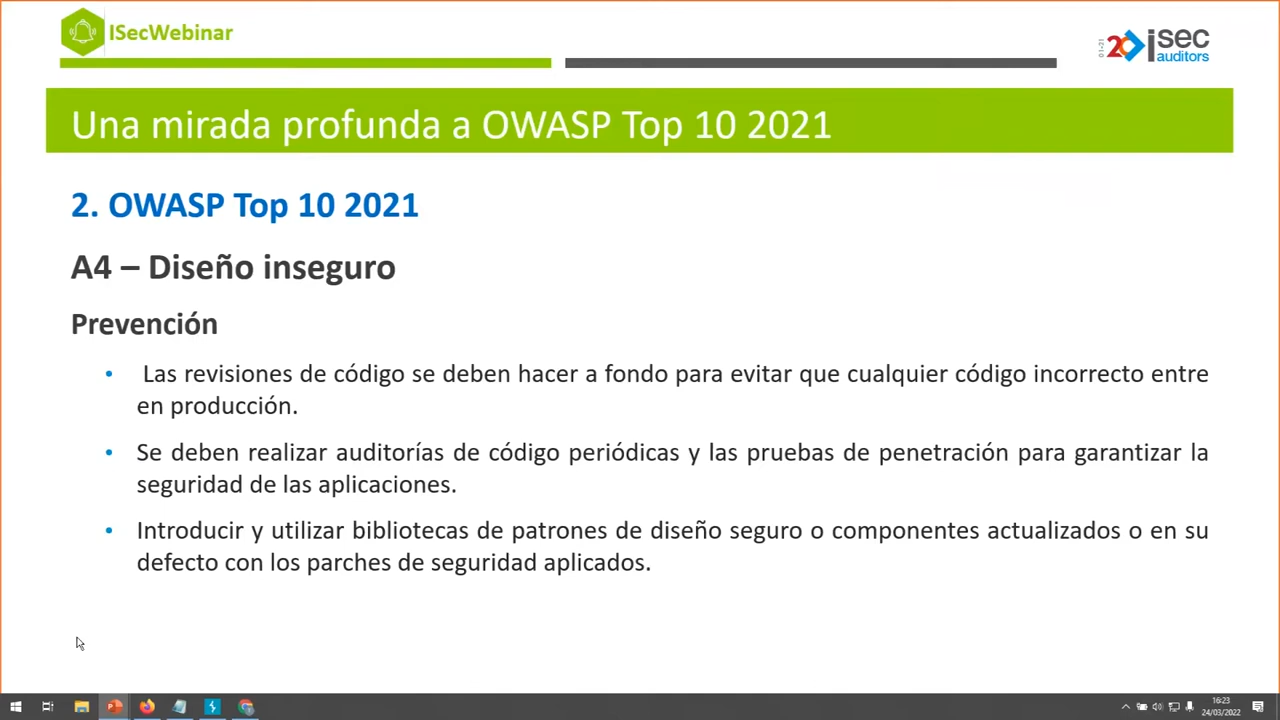 ISecWebinar
01-21 20 isec
auditors
Una mirada profunda a OWASP Top 10 2021
2. OWASP Top 10 2021
A4 – Diseño inseguro
Prevención
• Las revisiones de código se deben hacer a fondo para evitar que cualquier código incorrecto entre
en producción.
• Se deben realizar auditorías de código periódicas y las pruebas de penetración para garantizar la
seguridad de las aplicaciones.
• Introducir y utilizar bibliotecas de patrones de diseño seguro o componentes actualizados o en su
defecto con los parches de seguridad aplicados.
16:23
24/03/2022